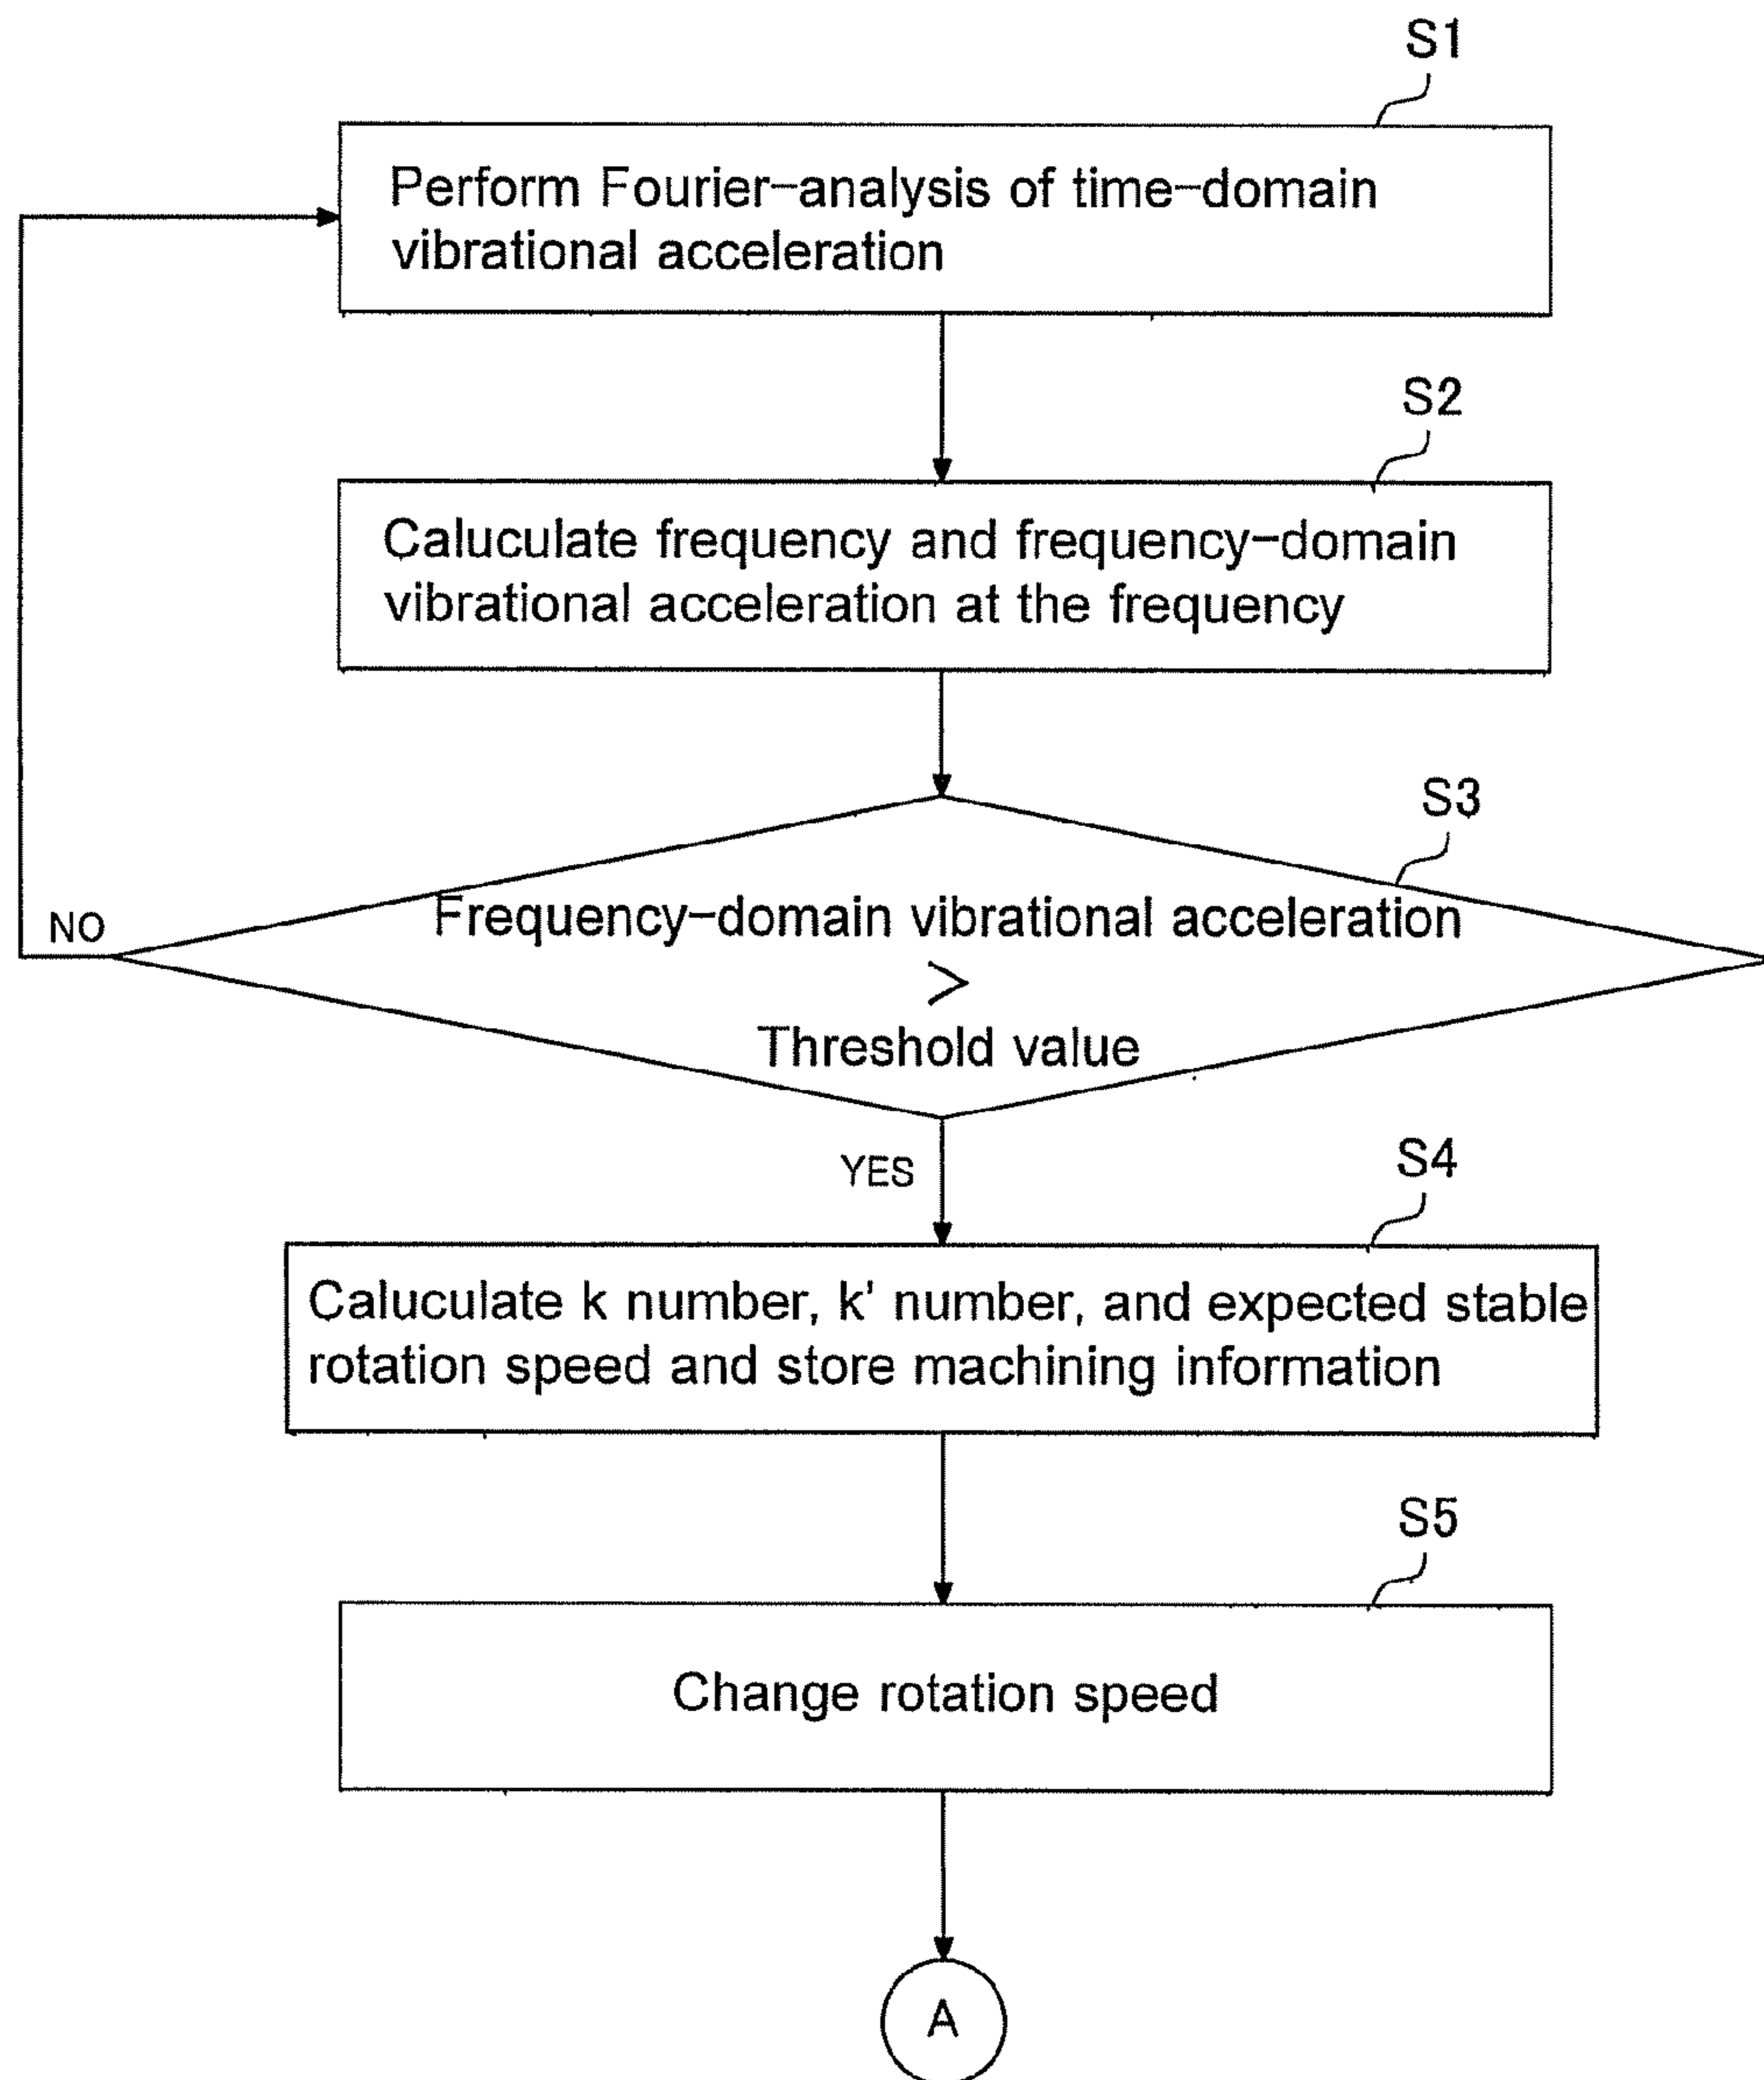 S1
Perform Fourier-analysis of time-domain
vibrational acceleration
S2
Caluculate frequency and frequency-domain
vibrational acceleration at the frequency
S3
Frequency-domain vibrational acceleration
>
Threshold value
NO
YES
S4
Caluculate k number, k' number, and expected stable
rotation speed and store machining information
S5
Change rotation speed
A